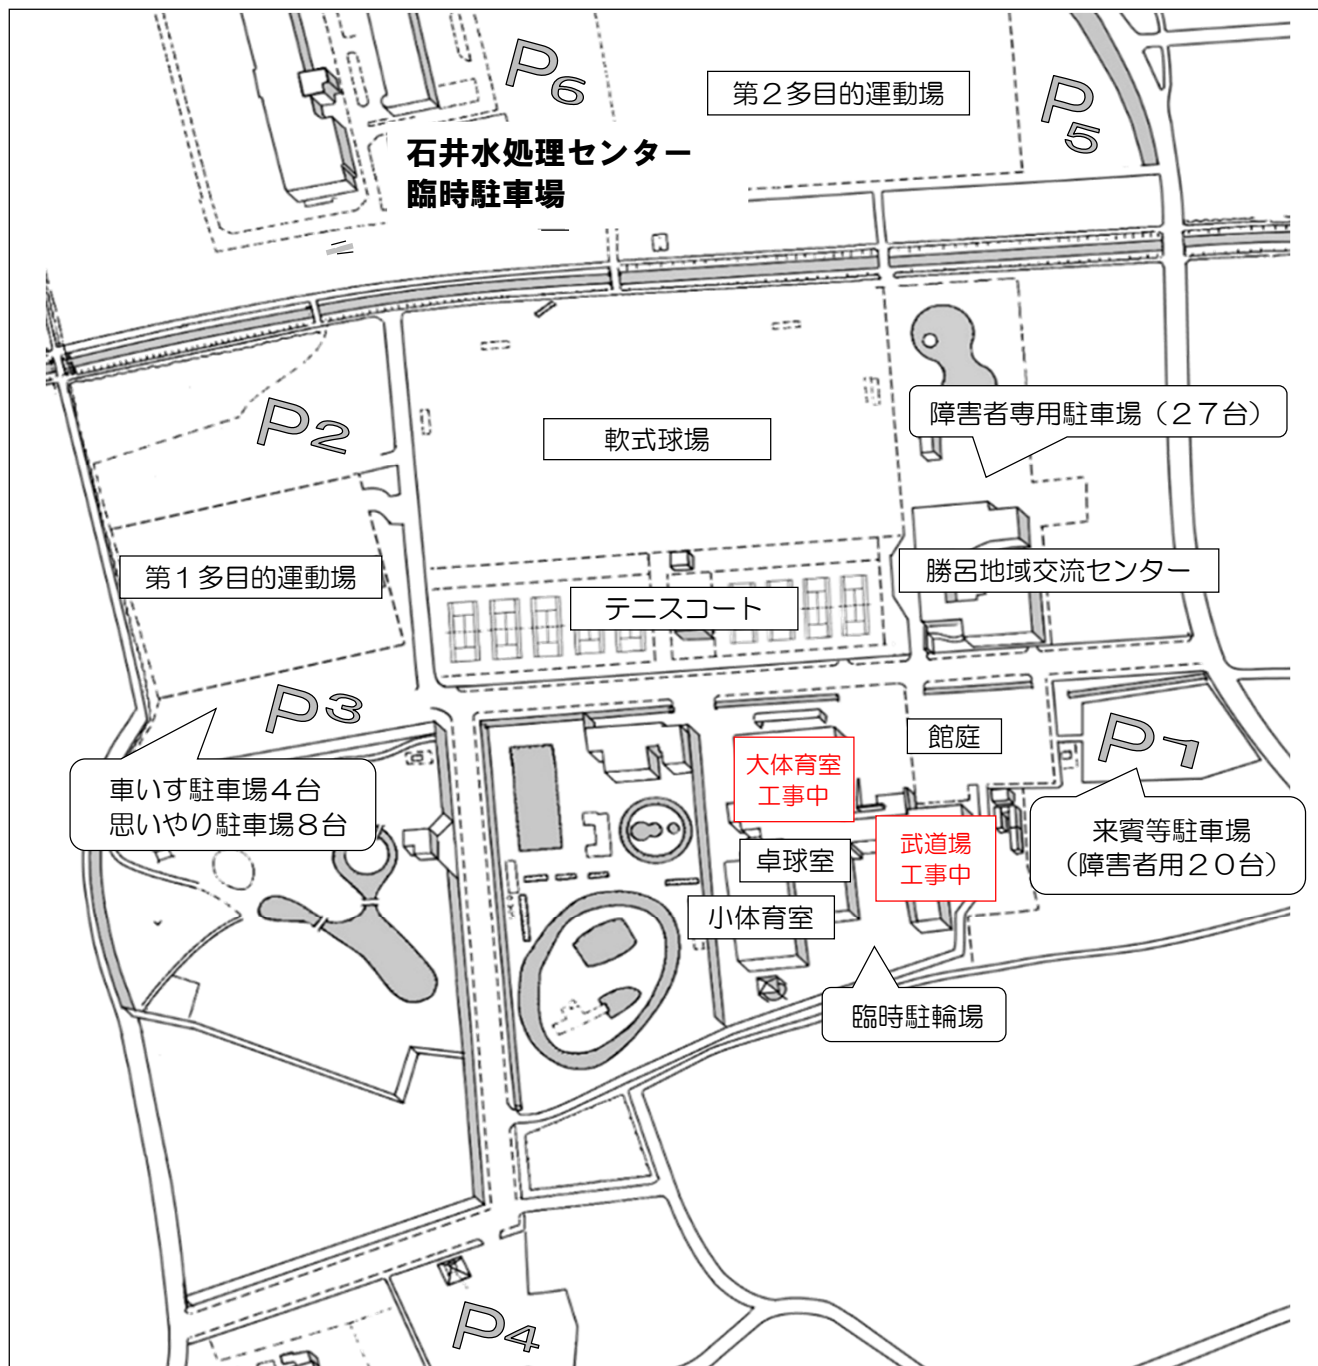 P6
第2多目的運動場
P5
石井水処理センター
臨時駐車場
障害者専用駐車場（２７台）
P2
軟式球場
第１多目的運動場
勝呂地域交流センター
テニスコート
P3
館庭
P1
大体育室
工事中
車いす駐車場４台
思いやり駐車場８台
武道場
工事中
来賓等駐車場
（障害者用２０台）
卓球室
小体育室
臨時駐輪場
P4